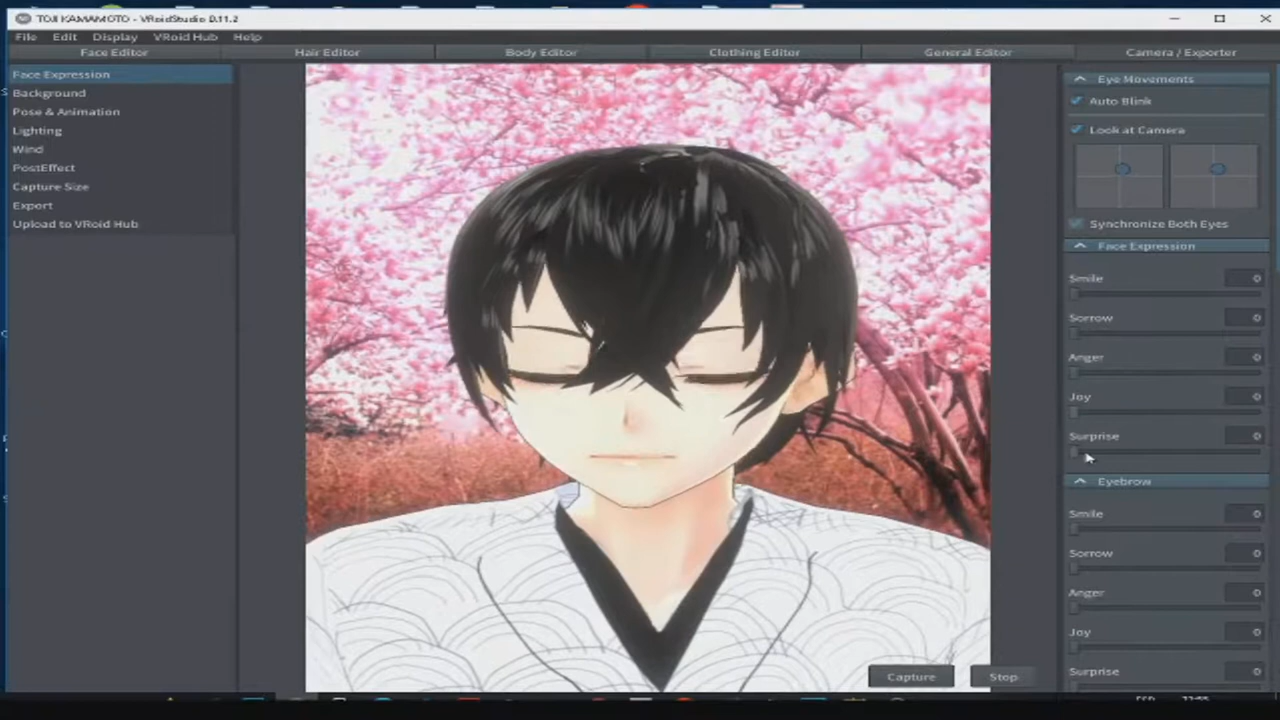 TOJI KAMAMOTO - VRoidStudio 0.11.2
File Edit Display VRoid Hub Help
Face Editor Hair Editor Body Editor Clothing Editor General Editor Camera / Exporter
Face Expression
Background
Pose & Animation
Lighting
Wind
PostEffect
Capture Size
Export
Upload to VRoid Hub
Eye Movements
Auto Blink
Look at Camera
Synchronize Both Eyes
Face Expression
Smile 0
Sorrow 0
Anger 0
Joy 0
Surprise 0
Eyebrow
Smile 0
Sorrow 0
Anger 0
Joy 0
Surprise 0
Capture Stop